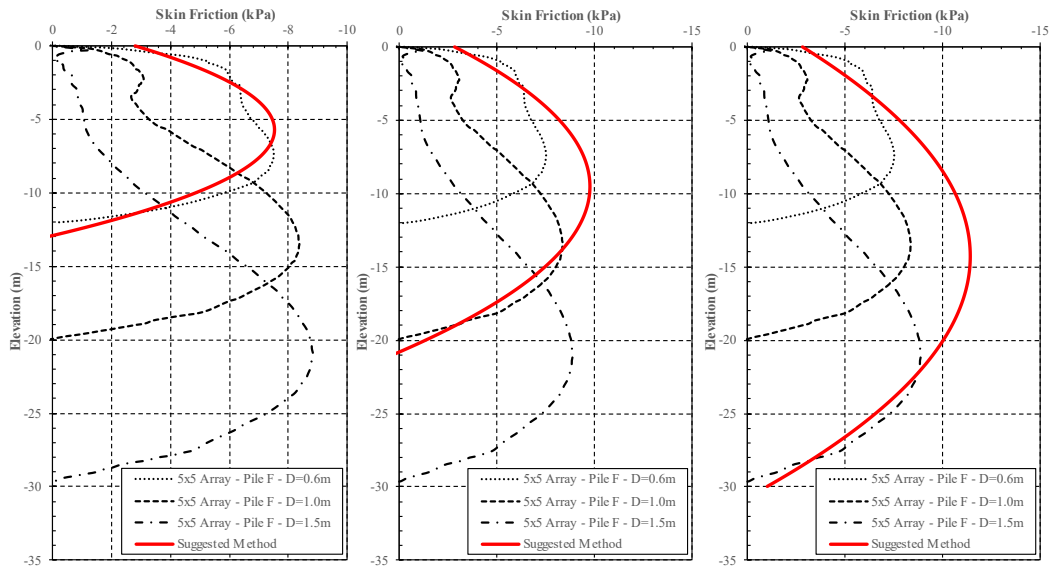 Skin Friction (kPa)
0 -2 -4 -6 -8 -10
0
-5
-10
-15
-20
-25
-30
-35
Elevation (m)
5x5 Array - Pile F - D=0.6m
5x5 Array - Pile F - D=1.0m
5x5 Array - Pile F - D=1.5m
Suggested Method
Skin Friction (kPa)
0 -5 -10 -15
0
-5
-10
-15
-20
-25
-30
-35
Elevation (m)
5x5 Array - Pile F - D=0.6m
5x5 Array - Pile F - D=1.0m
5x5 Array - Pile F - D=1.5m
Suggested Method
Skin Friction (kPa)
0 -5 -10 -15
0
-5
-10
-15
-20
-25
-30
-35
Elevation (m)
5x5 Array - Pile F - D=0.6m
5x5 Array - Pile F - D=1.0m
5x5 Array - Pile F - D=1.5m
Suggested Method